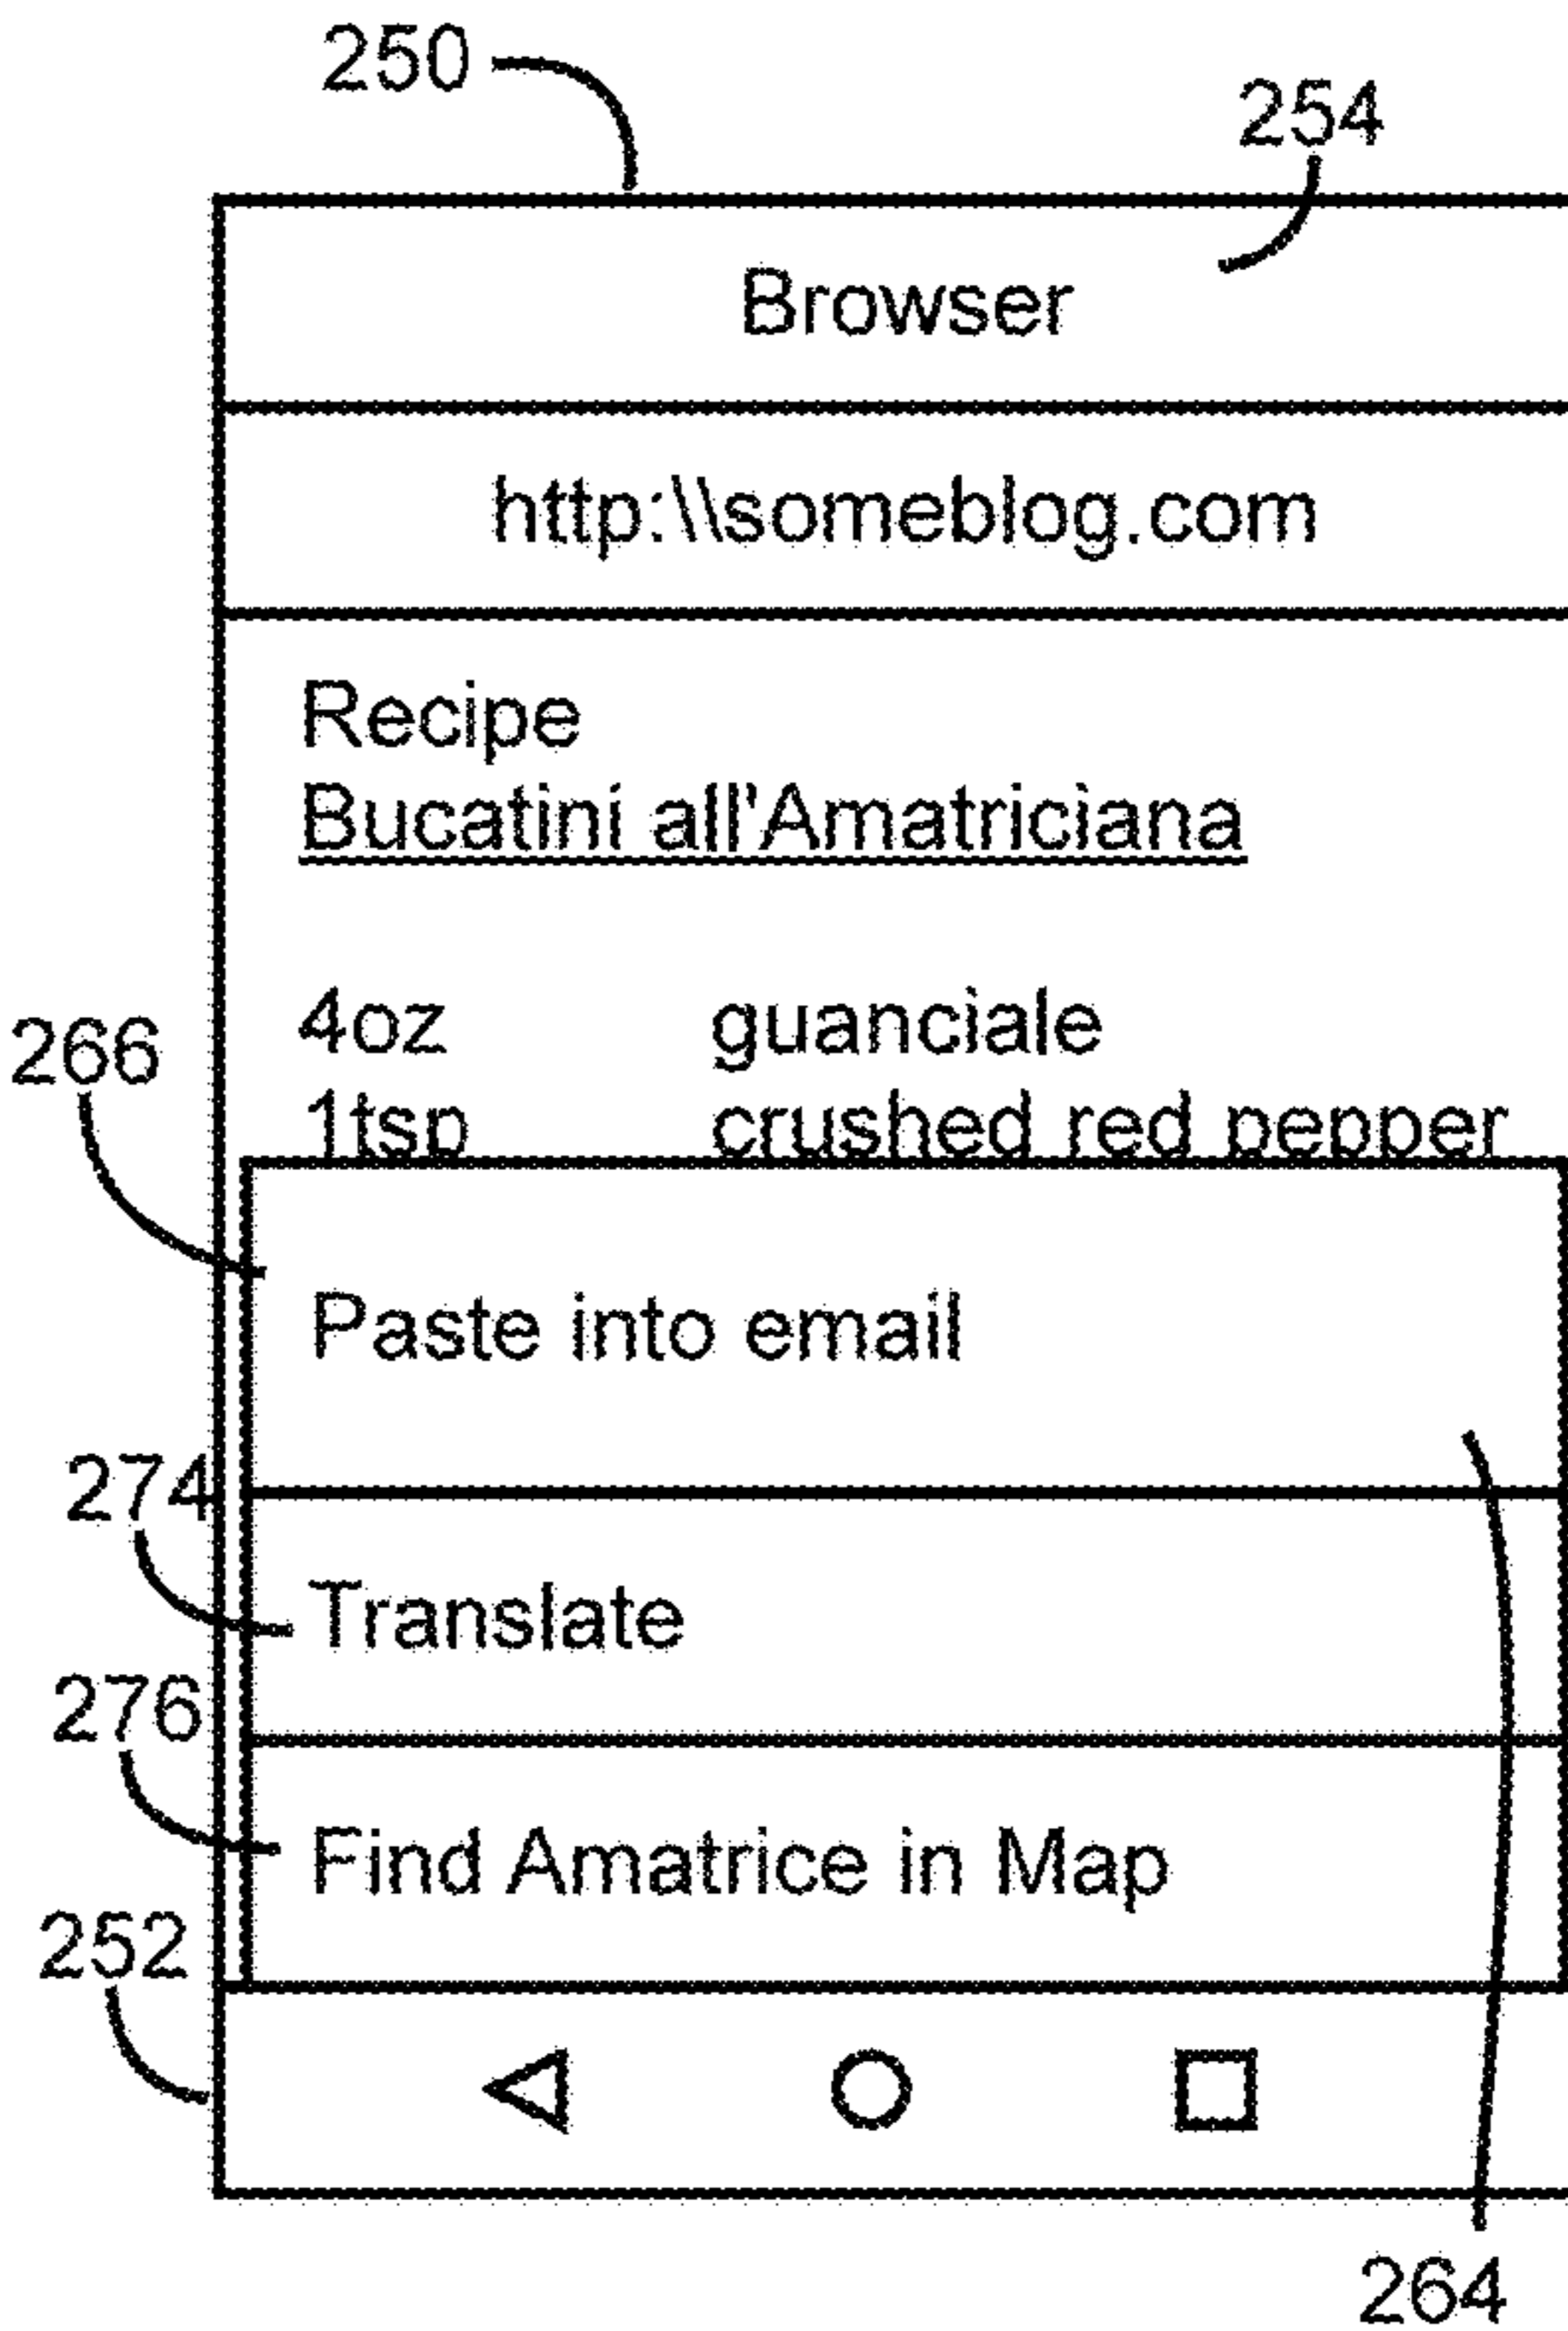 250
254
Browser
http:\\someblog.com
Recipe
Bucatini all'Amatriciana
4oz guanciale
266
1tsp crushed red pepper
Paste into email
274
Translate
276
Find Amatrice in Map
252
264